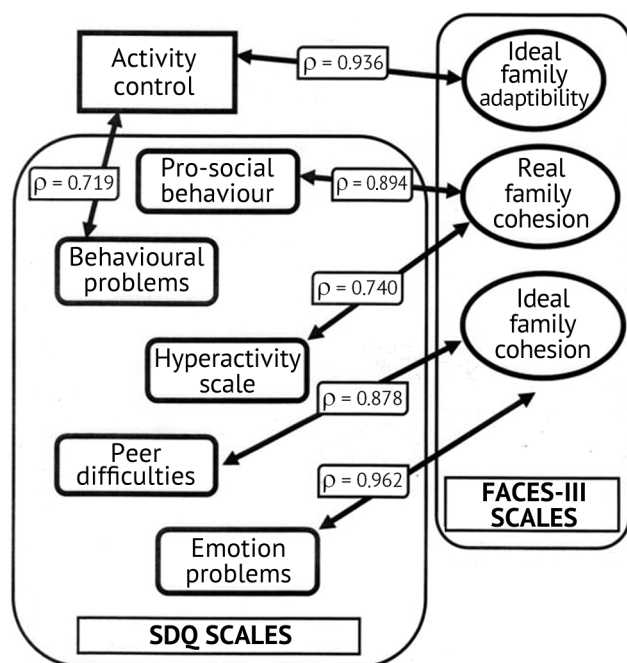 Activity
control
ρ = 0.936
Ideal
family
adaptibility
ρ = 0.719
Pro-social
behaviour
ρ = 0.894
Real
family
cohesion
Behavioural
problems
ρ = 0.740
Hyperactivity
scale
Ideal
family
cohesion
ρ = 0.878
Peer
difficulties
ρ = 0.962
FACES-III
SCALES
Emotion
problems
SDQ SCALES